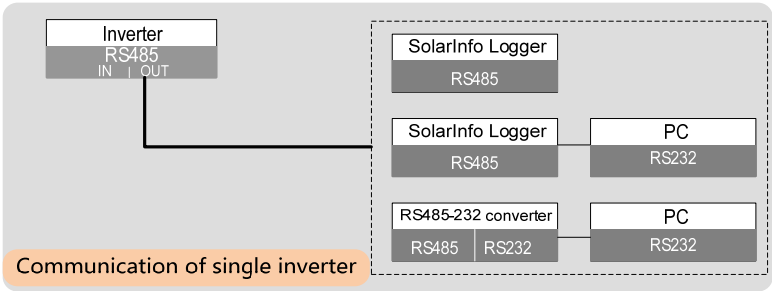 Inverter
RS485
IN | OUT
SolarInfo Logger
RS485
SolarInfo Logger
RS485
PC
RS232
RS485-232 converter
RS485 RS232
PC
RS232
Communication of single inverter